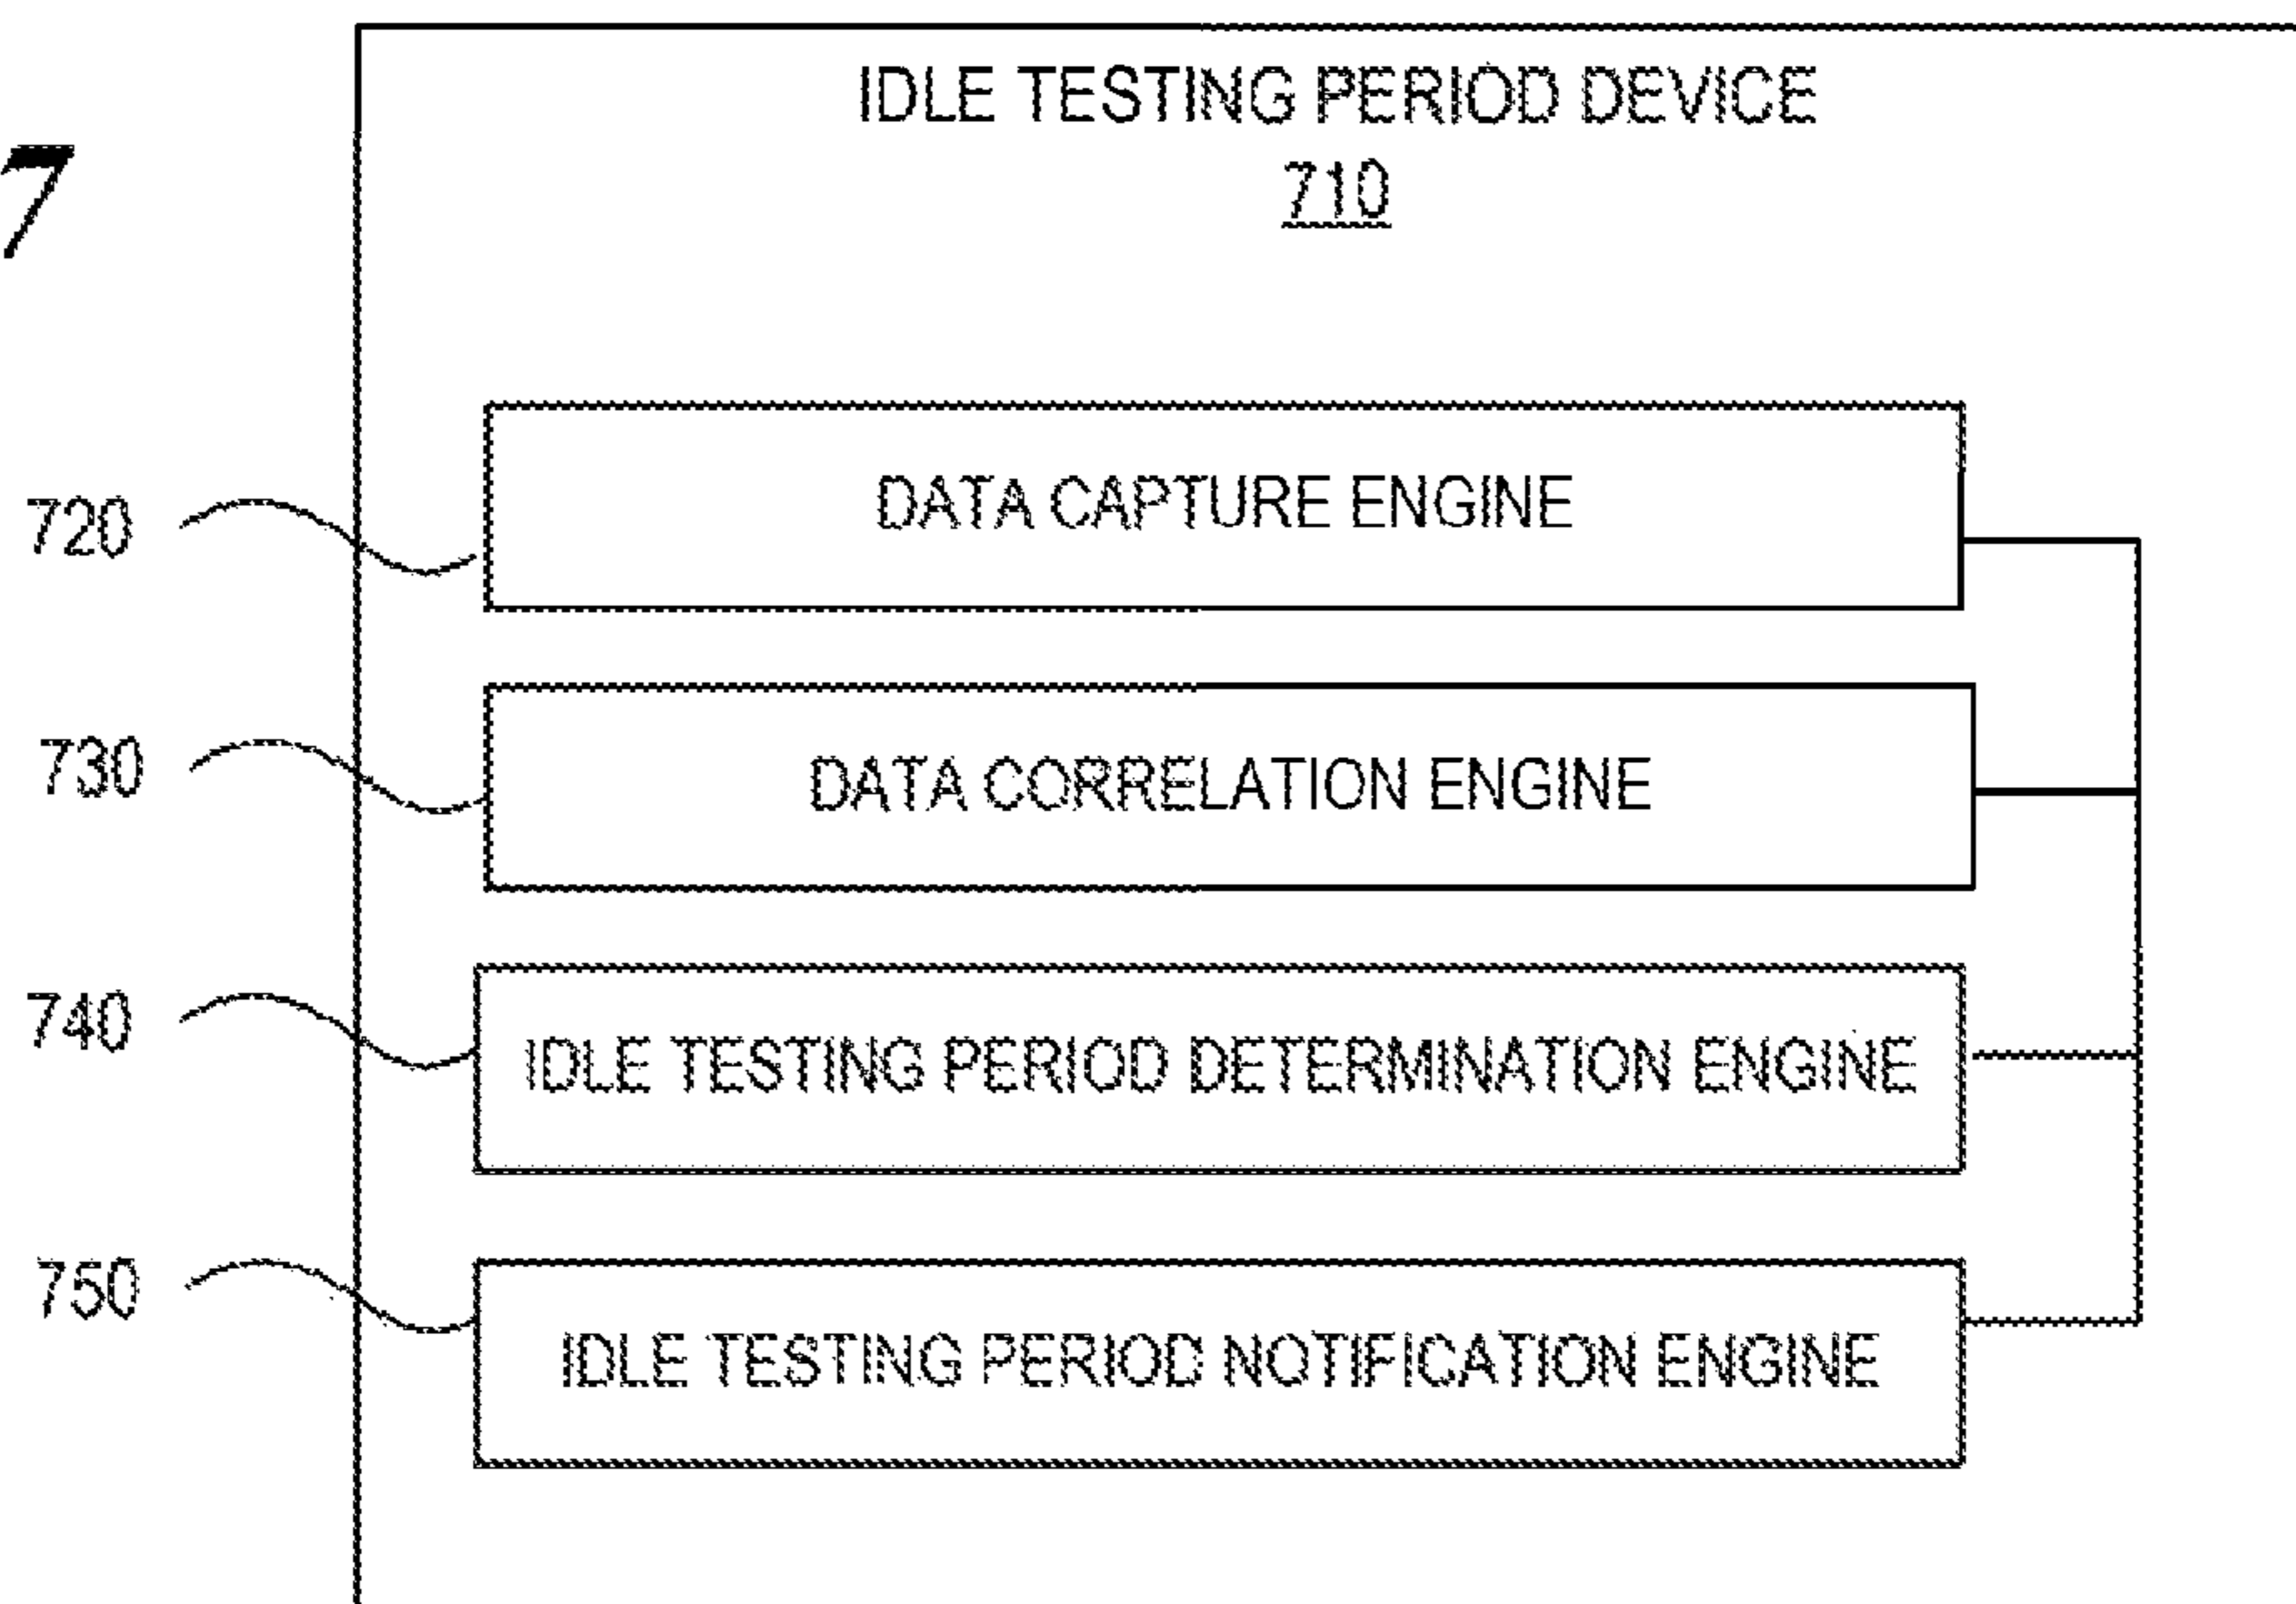 7
IDLE TESTING PERIOD DEVICE
710
720
DATA CAPTURE ENGINE
730
DATA CORRELATION ENGINE
740
IDLE TESTING PERIOD DETERMINATION ENGINE
750
IDLE TESTING PERIOD NOTIFICATION ENGINE